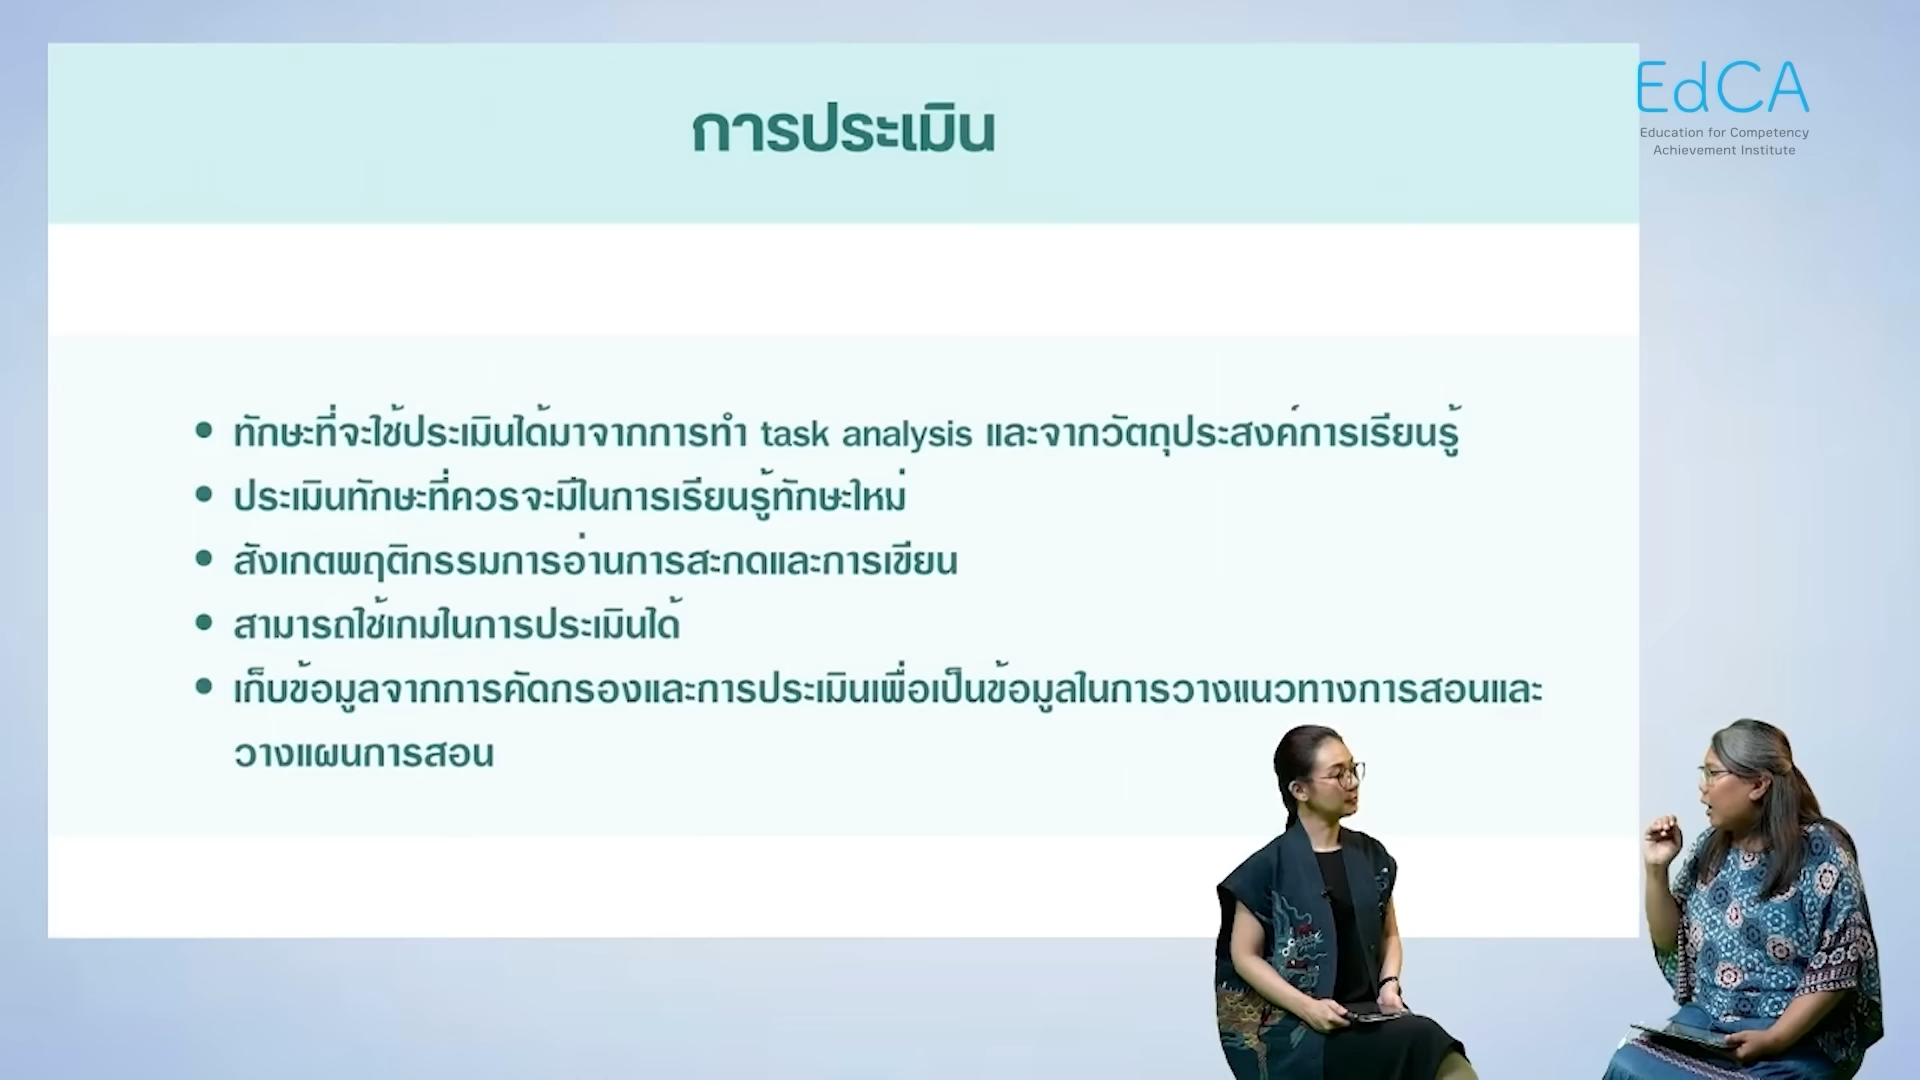 EdCA
Education for Competency
Achievement Institute
การประเมิน
• ทักษะที่จะใช้ประเมินได้มาจากการทำ task analysis และจากวัตถุประสงค์การเรียนรู้
• ประเมินทักษะที่ควรจะมีในการเรียนรู้ทักษะใหม่
• สังเกตพฤติกรรมการอ่านการสะกดและการเขียน
• สามารถใช้เกมในการประเมินได้
• เก็บข้อมูลจากการคัดกรองและการประเมินเพื่อเป็นข้อมูลในการวางแนวทางการสอนและ
วางแผนการสอน